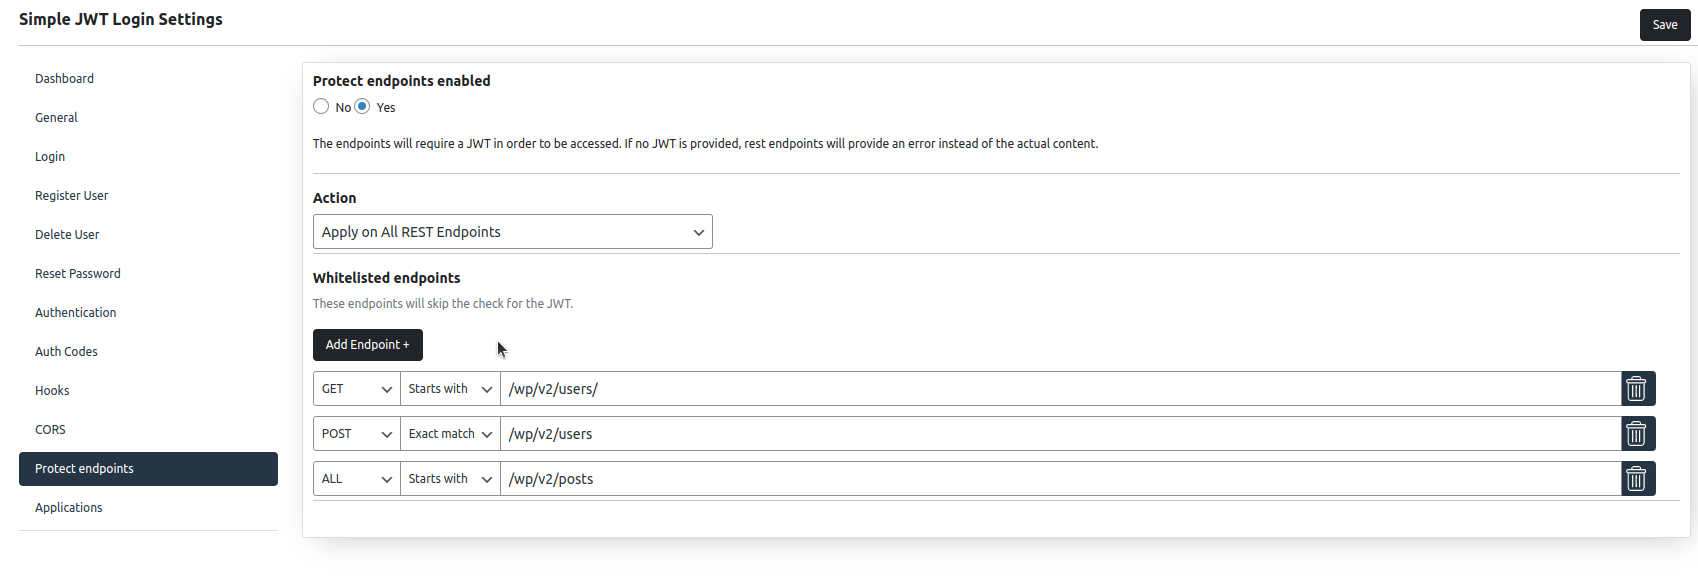 Simple JWT Login Settings
Save
Dashboard
General
Login
Register User
Delete User
Reset Password
Authentication
Auth Codes
Hooks
CORS
Protect endpoints
Applications
Protect endpoints enabled
No Yes
The endpoints will require a JWT in order to be accessed. If no JWT is provided, rest endpoints will provide an error instead of the actual content.
Action
Apply on All REST Endpoints
Whitelisted endpoints
These endpoints will skip the check for the JWT.
Add Endpoint +
GET Starts with /wp/v2/users/
POST Exact match /wp/v2/users
ALL Starts with /wp/v2/posts